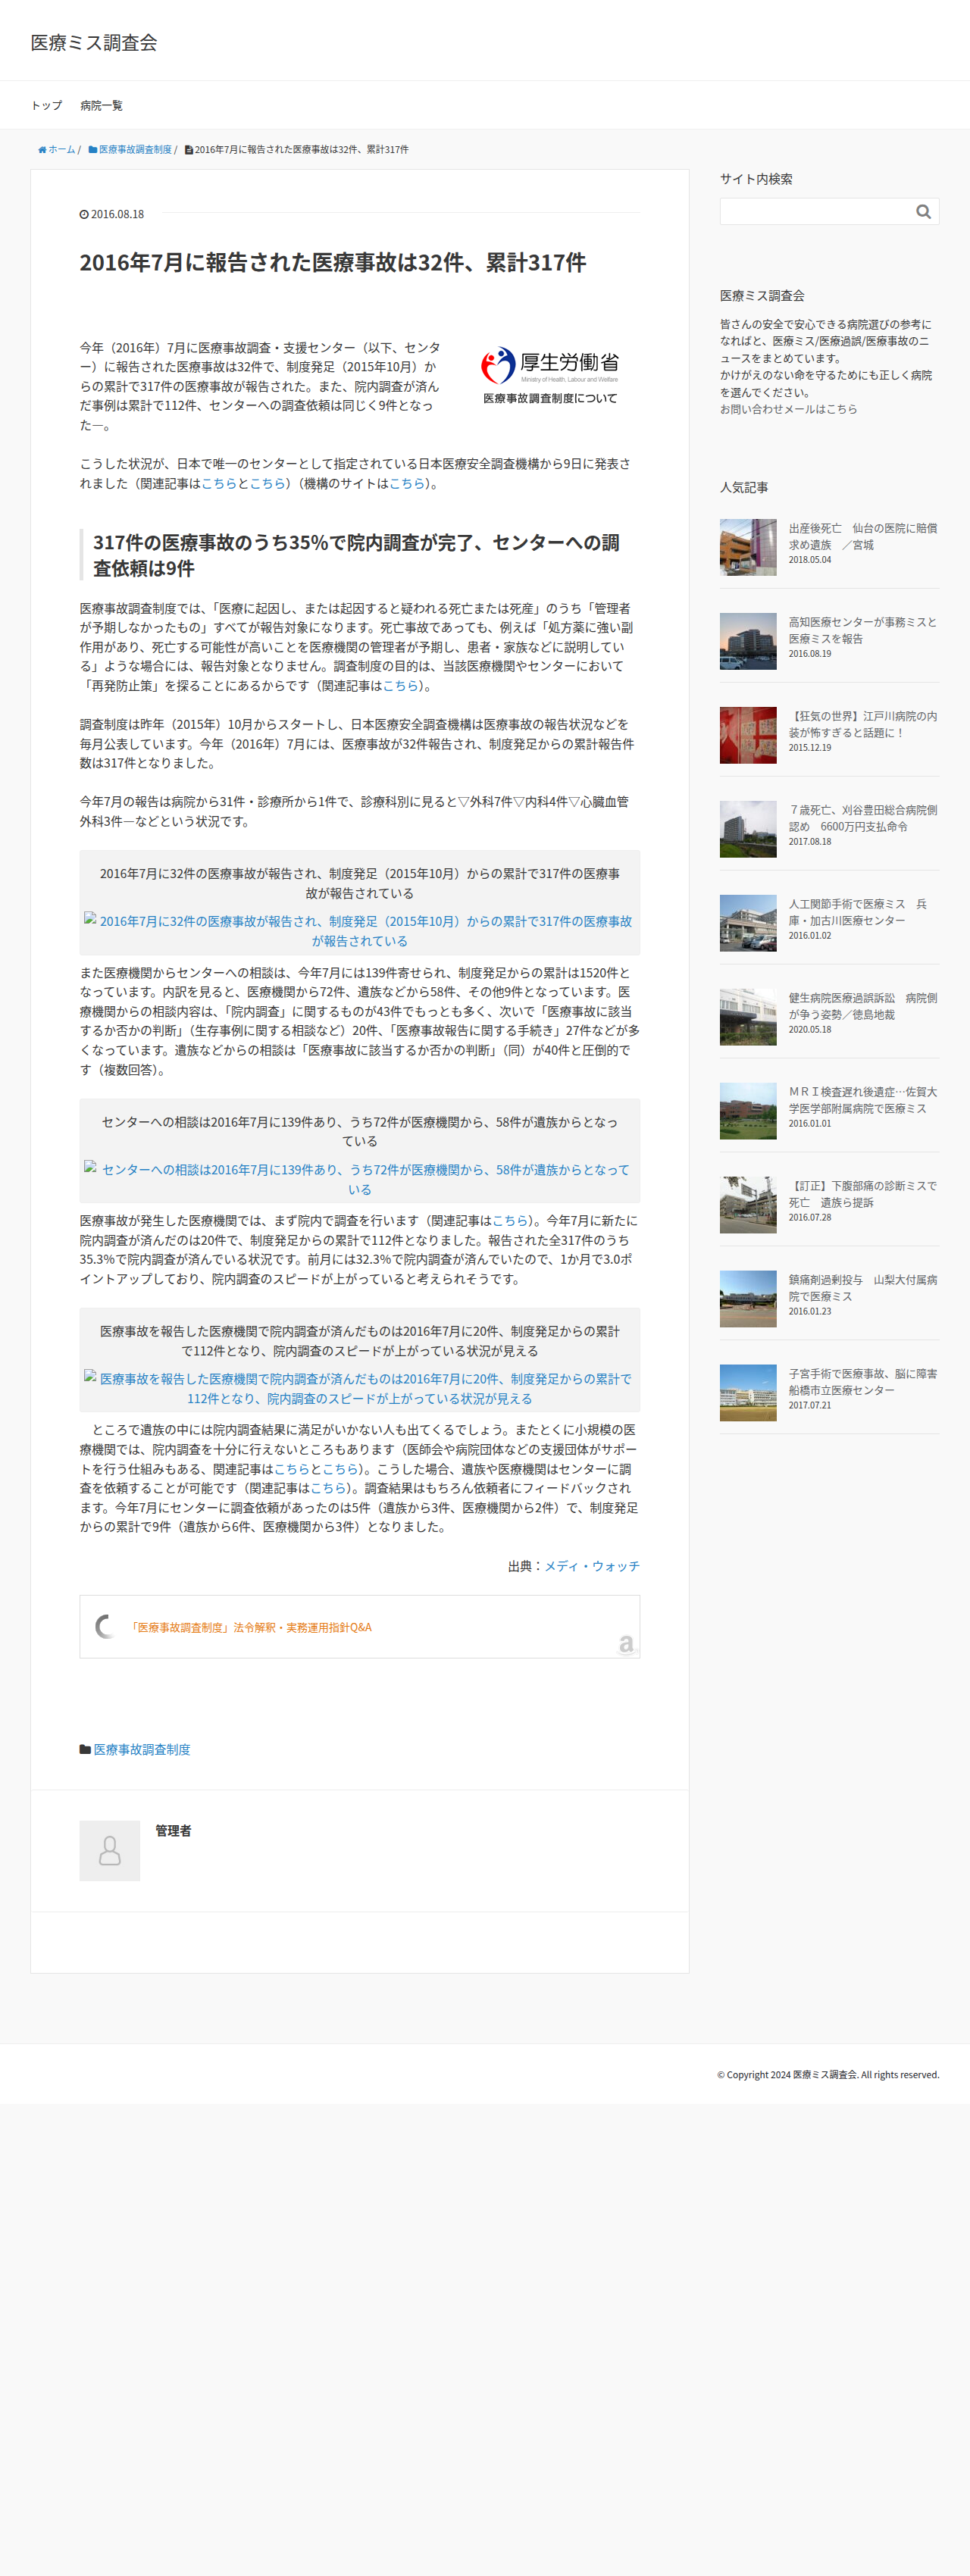 医療ミス調査会
トップ 病院一覧
ホーム / 医療事故調査制度 / 2016年7月に報告された医療事故は32件、累計317件
2016.08.18
2016年7月に報告された医療事故は32件、累計317件
今年（2016年）7月に医療事故調査・支援センター（以下、センタ
ー）に報告された医療事故は32件で、制度発足（2015年10月）か
らの累計で317件の医療事故が報告された。また、院内調査が済ん
だ事例は累計で112件、センターへの調査依頼は同じく9件となっ
た―。
厚生労働省
Ministry of Health, Labour and Welfare
医療事故調査制度について
こうした状況が、日本で唯一のセンターとして指定されている日本医療安全調査機構から9日に発表さ
れました（関連記事はこちらとこちら）（機構のサイトはこちら）。
317件の医療事故のうち35%で院内調査が完了、センターへの調
査依頼は9件
医療事故調査制度では、「医療に起因し、または起因すると疑われる死亡または死産」のうち「管理者
が予期しなかったもの」すべてが報告対象になります。死亡事故であっても、例えば「処方薬に強い副
作用があり、死亡する可能性が高いことを医療機関の管理者が予期し、患者・家族などに説明してい
る」ような場合には、報告対象となりません。調査制度の目的は、当該医療機関やセンターにおいて
「再発防止策」を探ることにあるからです（関連記事はこちら）。
調査制度は昨年（2015年）10月からスタートし、日本医療安全調査機構は医療事故の報告状況などを
毎月公表しています。今年（2016年）7月には、医療事故が32件報告され、制度発足からの累計報告件
数は317件となりました。
今年7月の報告は病院から31件・診療所から1件で、診療科別に見ると▽外科7件▽内科4件▽心臓血管
外科3件―などという状況です。
2016年7月に32件の医療事故が報告され、制度発足（2015年10月）からの累計で317件の医療事
故が報告されている
2016年7月に32件の医療事故が報告され、制度発足（2015年10月）からの累計で317件の医療事故
が報告されている
また医療機関からセンターへの相談は、今年7月には139件寄せられ、制度発足からの累計は1520件と
なっています。内訳を見ると、医療機関から72件、遺族などから58件、その他9件となっています。医
療機関からの相談内容は、「院内調査」に関するものが43件でもっとも多く、次いで「医療事故に該当
するか否かの判断」（生存事例に関する相談など）20件、「医療事故報告に関する手続き」27件などが多
くなっています。遺族などからの相談は「医療事故に該当するか否かの判断」（同）が40件と圧倒的で
す（複数回答）。
センターへの相談は2016年7月に139件あり、うち72件が医療機関から、58件が遺族からとなっ
ている
センターへの相談は2016年7月に139件あり、うち72件が医療機関から、58件が遺族からとなって
いる
医療事故が発生した医療機関では、まず院内で調査を行います（関連記事はこちら）。今年7月に新たに
院内調査が済んだのは20件で、制度発足からの累計で112件となりました。報告された全317件のうち
35.3%で院内調査が済んでいる状況です。前月には32.3%で院内調査が済んでいたので、1か月で3.0ポ
イントアップしており、院内調査のスピードが上がっていると考えられそうです。
医療事故を報告した医療機関で院内調査が済んだものは2016年7月に20件、制度発足からの累計
で112件となり、院内調査のスピードが上がっている状況が見える
医療事故を報告した医療機関で院内調査が済んだものは2016年7月に20件、制度発足からの累計で
112件となり、院内調査のスピードが上がっている状況が見える
ところで遺族の中には院内調査結果に満足がいかない人も出てくるでしょう。またとくに小規模の医
療機関では、院内調査を十分に行えないところもあります（医師会や病院団体などの支援団体がサポー
トを行う仕組みもある、関連記事はこちらとこちら）。こうした場合、遺族や医療機関はセンターに調
査を依頼することが可能です（関連記事はこちら）。調査結果はもちろん依頼者にフィードバックされ
ます。今年7月にセンターに調査依頼があったのは5件（遺族から3件、医療機関から2件）で、制度発足
からの累計で9件（遺族から6件、医療機関から3件）となりました。
出典：メディ・ウォッチ
「医療事故調査制度」法令解釈・実務運用指針Q&A
a
医療事故調査制度
管理者
サイト内検索
医療ミス調査会
皆さんの安全で安心できる病院選びの参考に
なればと、医療ミス/医療過誤/医療事故のニ
ュースをまとめています。
かけがえのない命を守るためにも正しく病院
を選んでください。
お問い合わせメールはこちら
人気記事
出産後死亡　仙台の医院に賠償
求め遺族　／宮城
2018.05.04
高知医療センターが事務ミスと
医療ミスを報告
2016.08.19
【狂気の世界】江戸川病院の内
装が怖すぎると話題に！
2015.12.19
７歳死亡、刈谷豊田総合病院側
認め　6600万円支払命令
2017.08.18
人工関節手術で医療ミス　兵
庫・加古川医療センター
2016.01.02
健生病院医療過誤訴訟　病院側
が争う姿勢／徳島地裁
2020.05.18
ＭＲＩ検査遅れ後遺症…佐賀大
学医学部附属病院で医療ミス
2016.01.01
【訂正】下腹部痛の診断ミスで
死亡　遺族ら提訴
2016.07.28
鎮痛剤過剰投与　山梨大付属病
院で医療ミス
2016.01.23
子宮手術で医療事故、脳に障害
船橋市立医療センター
2017.07.21
© Copyright 2024 医療ミス調査会. All rights reserved.